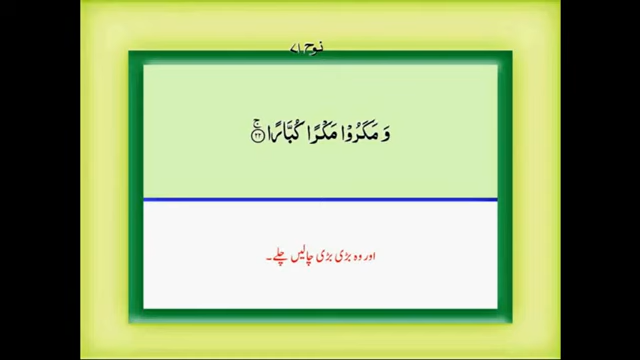 نوح ۷۱
وَ مَكَرُوْا مَكْرًا كُبَّارًاۚ ۝۲۲
اور وہ بڑی بڑی چالیں چلے۔